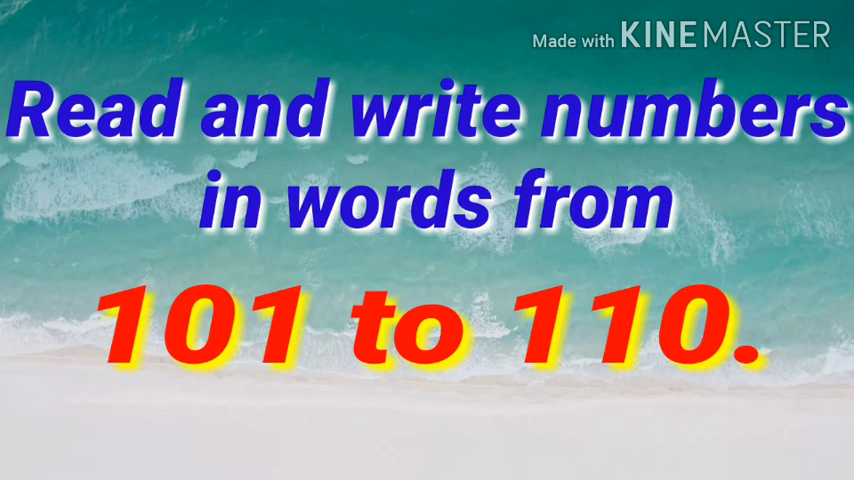 Made with KINEMASTER
Read and write numbers
in words from
101 to 110.